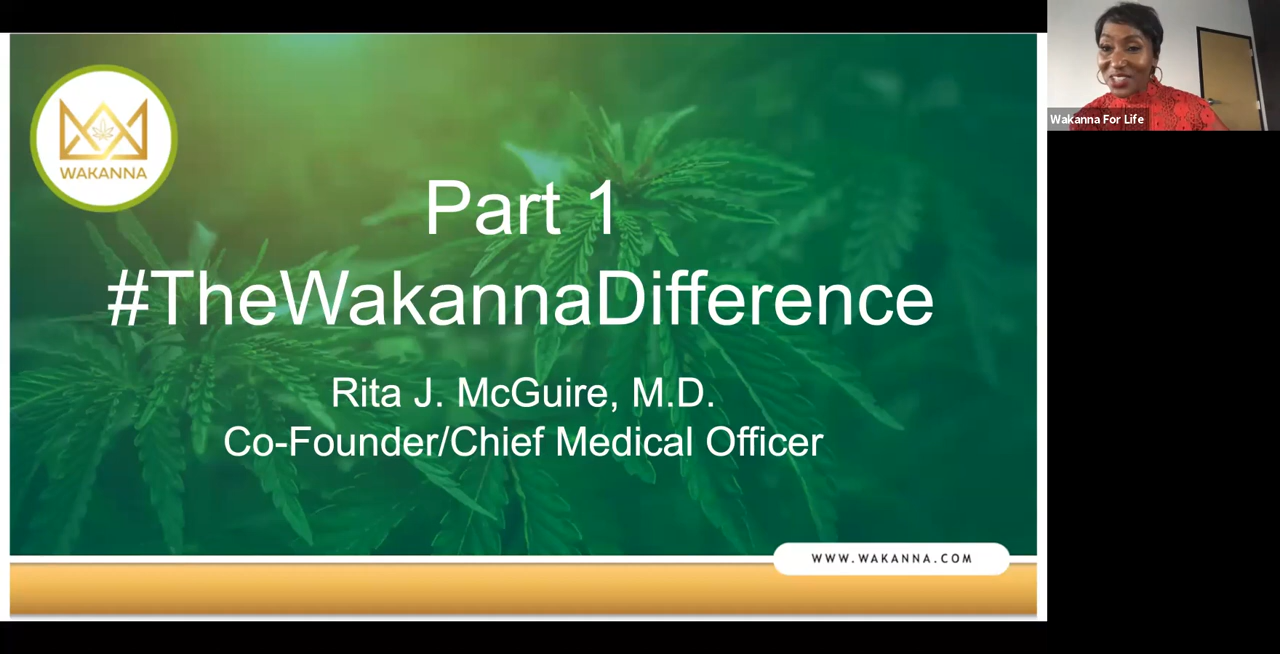 WAKANNA
Part 1
#TheWakannaDifference
Rita J. McGuire, M.D.
Co-Founder/Chief Medical Officer
WWW.WAKANNA.COM
Wakanna For Life